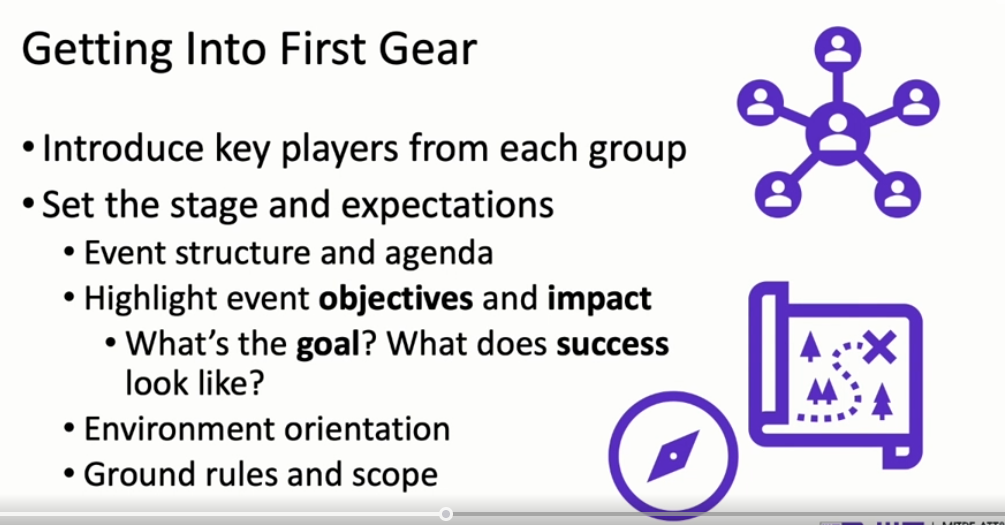 Getting Into First Gear
• Introduce key players from each group
• Set the stage and expectations
• Event structure and agenda
• Highlight event objectives and impact
• What’s the goal? What does success
look like?
• Environment orientation
• Ground rules and scope